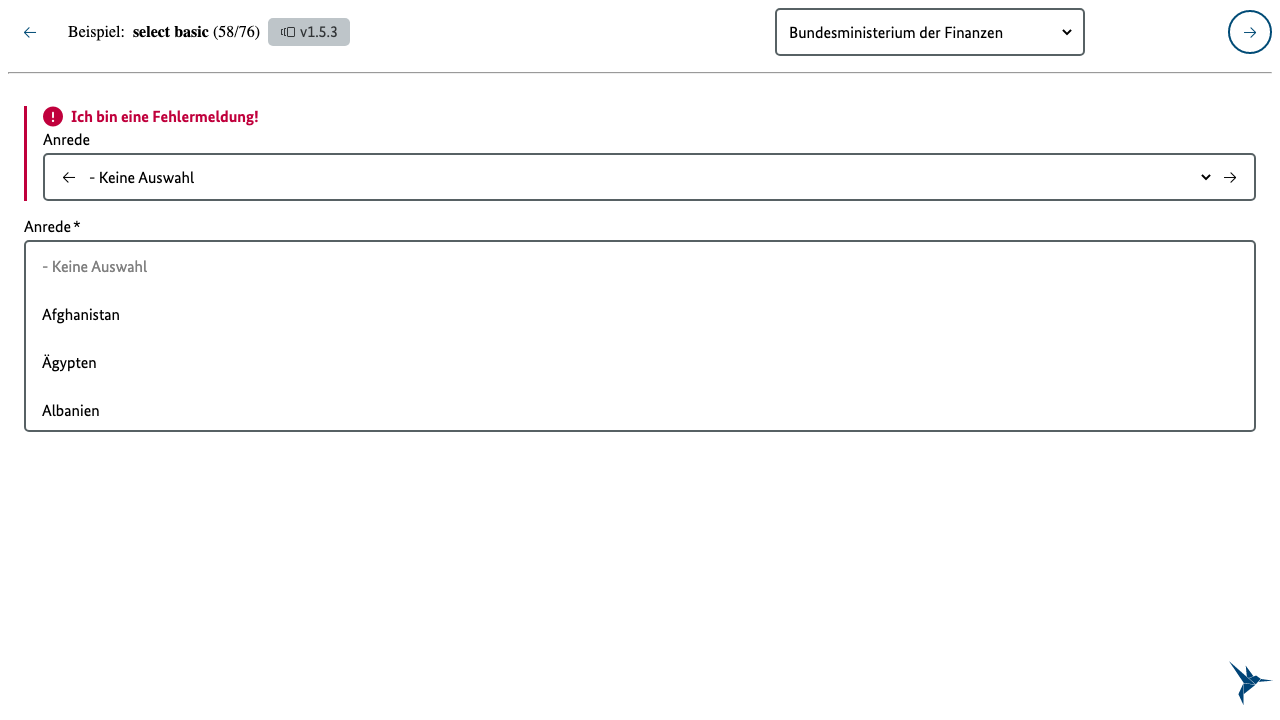 Beispiel: select basic (58/76) v1.5.3 Bundesministerium der Finanzen
Ich bin eine Fehlermeldung!
Anrede
- Keine Auswahl
Anrede *
- Keine Auswahl
Afghanistan
Ägypten
Albanien